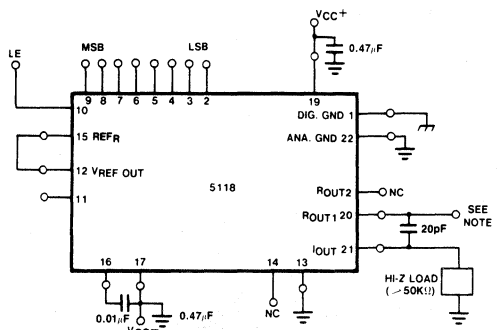 VCC+
LE
MSB
LSB
0.47µF
9 8 7 6 5 4 3 2
19
10
DIG. GND 1
15 REFR
ANA. GND 22
12 VREF OUT
5118
ROUT2
NC
11
ROUT1 20
SEE
NOTE
20pF
IOUT 21
16 17
14 13
HI-Z LOAD
0.01µF
0.47µF
NC